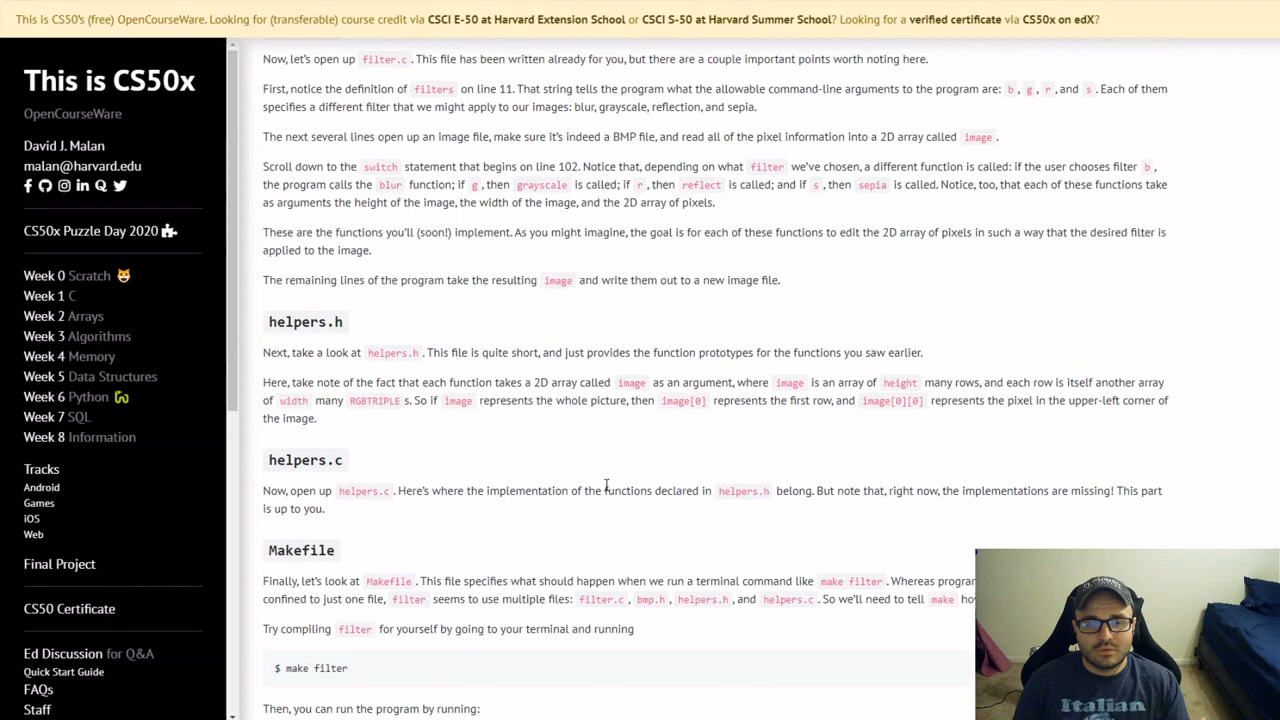 This is CS50's (free) OpenCourseWare. Looking for (transferable) course credit via CSCI E-50 at Harvard Extension School or CSCI S-50 at Harvard Summer School? Looking for a verified certificate via CS50x on edX?
This is CS50x
OpenCourseWare
David J. Malan
malan@harvard.edu
CS50x Puzzle Day 2020
Week 0 Scratch
Week 1 C
Week 2 Arrays
Week 3 Algorithms
Week 4 Memory
Week 5 Data Structures
Week 6 Python
Week 7 SQL
Week 8 Information
Tracks
Android
Games
iOS
Web
Final Project
CS50 Certificate
Ed Discussion for Q&A
Quick Start Guide
FAQs
Staff
Now, let's open up filter.c. This file has been written already for you, but there are a couple important points worth noting here.
First, notice the definition of filters on line 11. That string tells the program what the allowable command-line arguments to the program are: b, g, r, and s. Each of them
specifies a different filter that we might apply to our images: blur, grayscale, reflection, and sepia.
The next several lines open up an image file, make sure it's indeed a BMP file, and read all of the pixel information into a 2D array called image.
Scroll down to the switch statement that begins on line 102. Notice that, depending on what filter we've chosen, a different function is called: if the user chooses filter b,
the program calls the blur function; if g, then grayscale is called; if r, then reflect is called; and if s, then sepia is called. Notice, too, that each of these functions take
as arguments the height of the image, the width of the image, and the 2D array of pixels.
These are the functions you'll (soon!) implement. As you might imagine, the goal is for each of these functions to edit the 2D array of pixels in such a way that the desired filter is
applied to the image.
The remaining lines of the program take the resulting image and write them out to a new image file.
helpers.h
Next, take a look at helpers.h. This file is quite short, and just provides the function prototypes for the functions you saw earlier.
Here, take note of the fact that each function takes a 2D array called image as an argument, where image is an array of height many rows, and each row is itself another array
of width many RGBTRIPLE s. So if image represents the whole picture, then image[0] represents the first row, and image[0][0] represents the pixel in the upper-left corner of
the image.
helpers.c
Now, open up helpers.c. Here's where the implementation of the functions declared in helpers.h belong. But note that, right now, the implementations are missing! This part
is up to you.
Makefile
Finally, let's look at Makefile. This file specifies what should happen when we run a terminal command like make filter. Whereas
confined to just one file, filter seems to use multiple files: filter.c, bmp.h, helpers.h, and helpers.c. So we'll need to tell make
Try compiling filter for yourself by going to your terminal and running
$ make filter
Then, you can run the program by running:
Italian